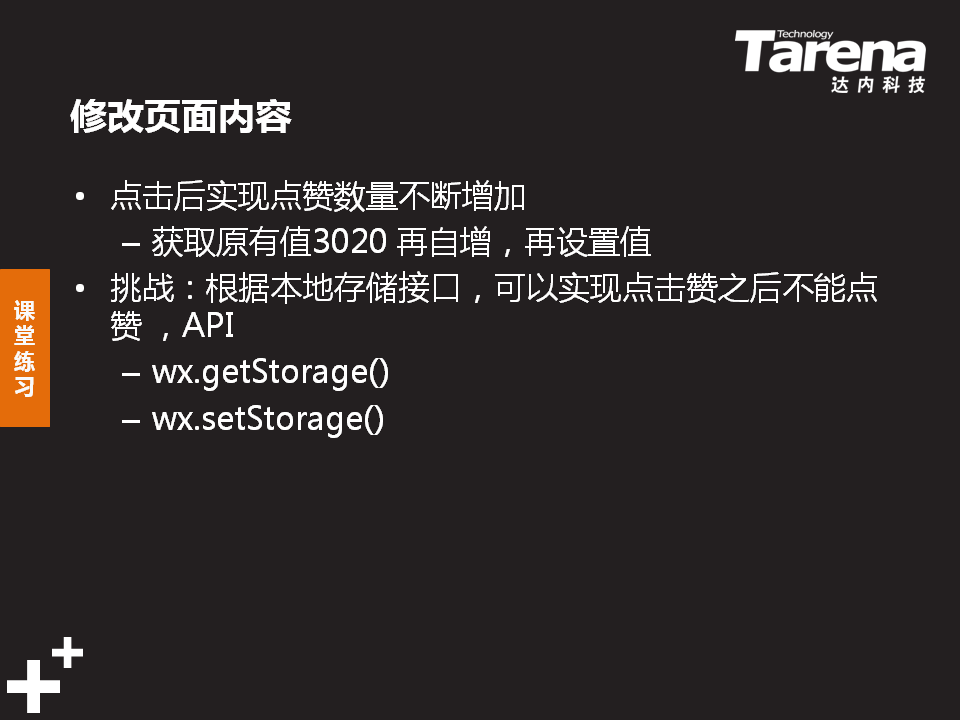 Technology
Tarena
达内科技
修改页面内容
• 点击后实现点赞数量不断增加
– 获取原有值3020 再自增，再设置值
• 挑战：根据本地存储接口，可以实现点击赞之后不能点
赞 ，API
– wx.getStorage()
– wx.setStorage()
课
堂
练
习